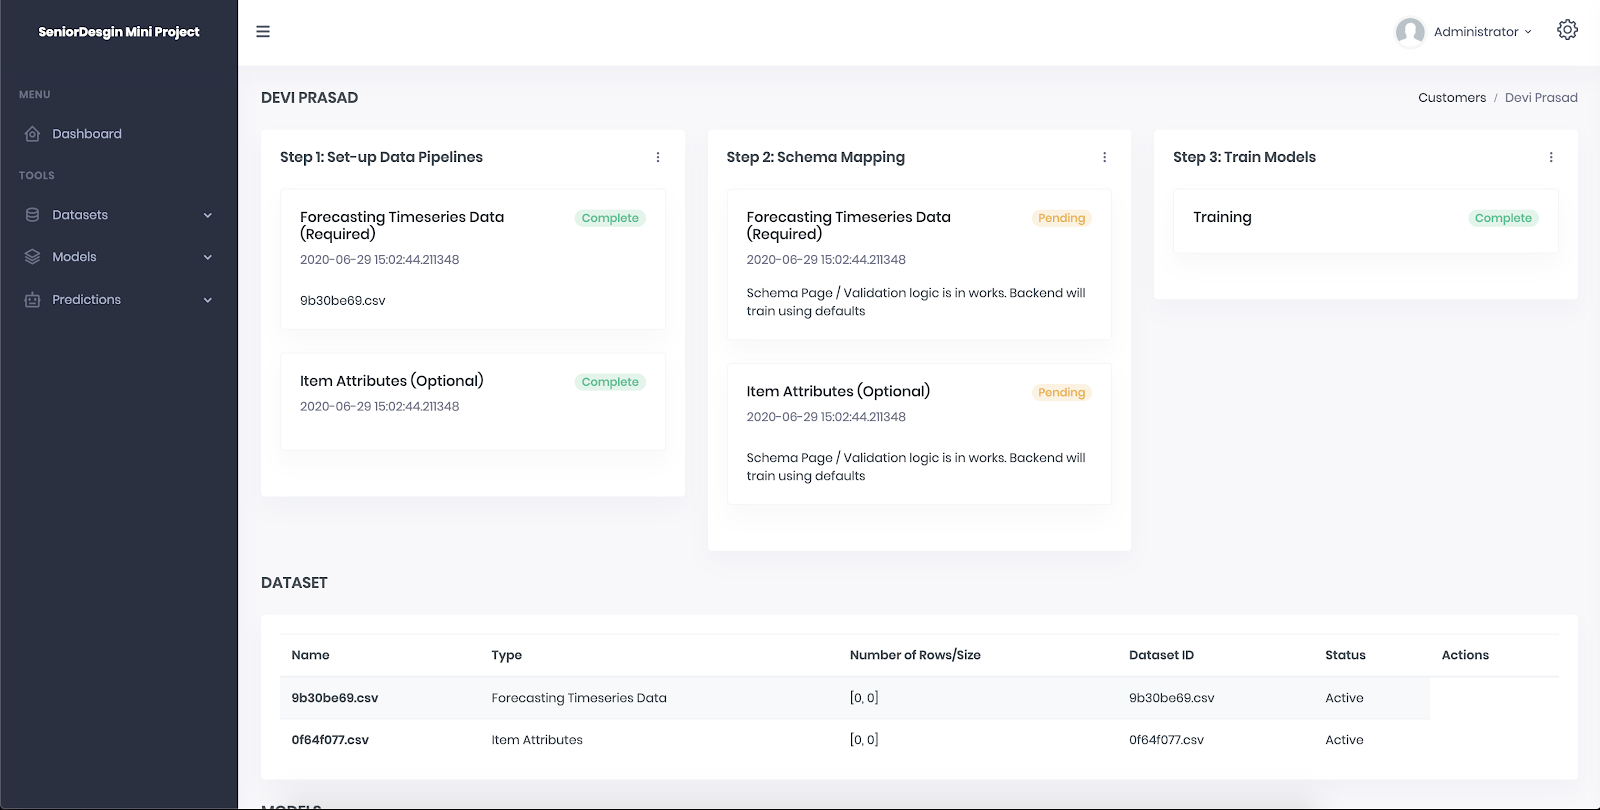 SeniorDesgin Mini Project
Administrator
MENU
Dashboard
TOOLS
Datasets
Models
Predictions
DEVI PRASAD
Customers / Devi Prasad
Step 1: Set-up Data Pipelines
Forecasting Timeseries Data
(Required)
Complete
2020-06-29 15:02:44.211348
9b30be69.csv
Item Attributes (Optional)
Complete
2020-06-29 15:02:44.211348
Step 2: Schema Mapping
Forecasting Timeseries Data
(Required)
Pending
2020-06-29 15:02:44.211348
Schema Page / Validation logic is in works. Backend will
train using defaults
Item Attributes (Optional)
Pending
2020-06-29 15:02:44.211348
Schema Page / Validation logic is in works. Backend will
train using defaults
Step 3: Train Models
Training
Complete
DATASET
Name Type Number of Rows/Size Dataset ID Status Actions
9b30be69.csv Forecasting Timeseries Data [0, 0] 9b30be69.csv Active
0f64f077.csv Item Attributes [0, 0] 0f64f077.csv Active
MODELS